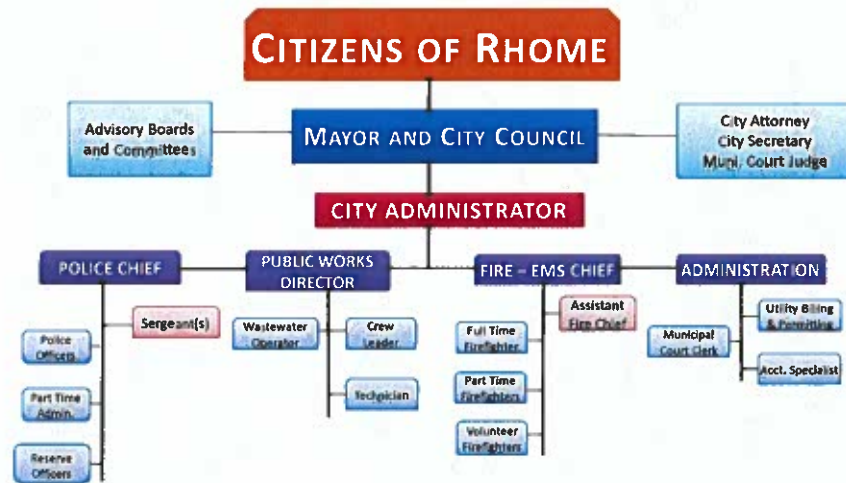 CITIZENS OF RHOME
Advisory Boards
and Committees
MAYOR AND CITY COUNCIL
City Attorney
City Secretary
Muni. Court Judge
CITY ADMINISTRATOR
POLICE CHIEF
PUBLIC WORKS
DIRECTOR
FIRE – EMS CHIEF
ADMINISTRATION
Sergeant(s)
Police
Officers
Part Time
Admin.
Reserve
Officers
Wastewater
Operator
Crew
Leader
Technician
Assistant
Fire Chief
Full Time
Firefighter
Part Time
Firefighters
Volunteer
Firefighters
Utility Billing
& Permitting
Municipal
Court Clerk
Acct. Specialist